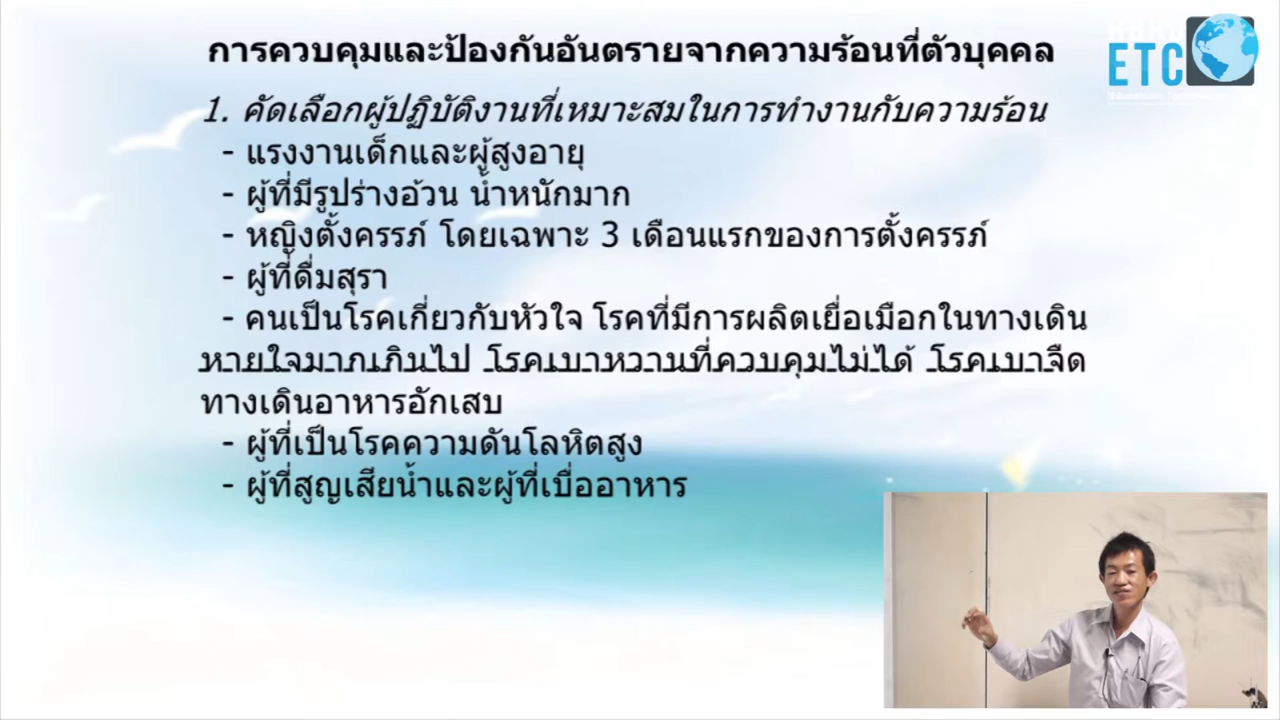 การควบคุมและป้องกันอันตรายจากความร้อนที่ตัวบุคคล
ETC
1. คัดเลือกผู้ปฏิบัติงานที่เหมาะสมในการทำงานกับความร้อน
- แรงงานเด็กและผู้สูงอายุ
- ผู้ที่มีรูปร่างอ้วน น้ำหนักมาก
- หญิงตั้งครรภ์ โดยเฉพาะ 3 เดือนแรกของการตั้งครรภ์
- ผู้ที่ดื่มสุรา
- คนเป็นโรคเกี่ยวกับหัวใจ โรคที่มีการผลิตเยื่อเมือกในทางเดิน
หายใจมากเกินไป โรคเบาหวานที่ควบคุมไม่ได้ โรคเบาจืด
ทางเดินอาหารอักเสบ
- ผู้ที่เป็นโรคความดันโลหิตสูง
- ผู้ที่สูญเสียน้ำและผู้ที่เบื่ออาหาร